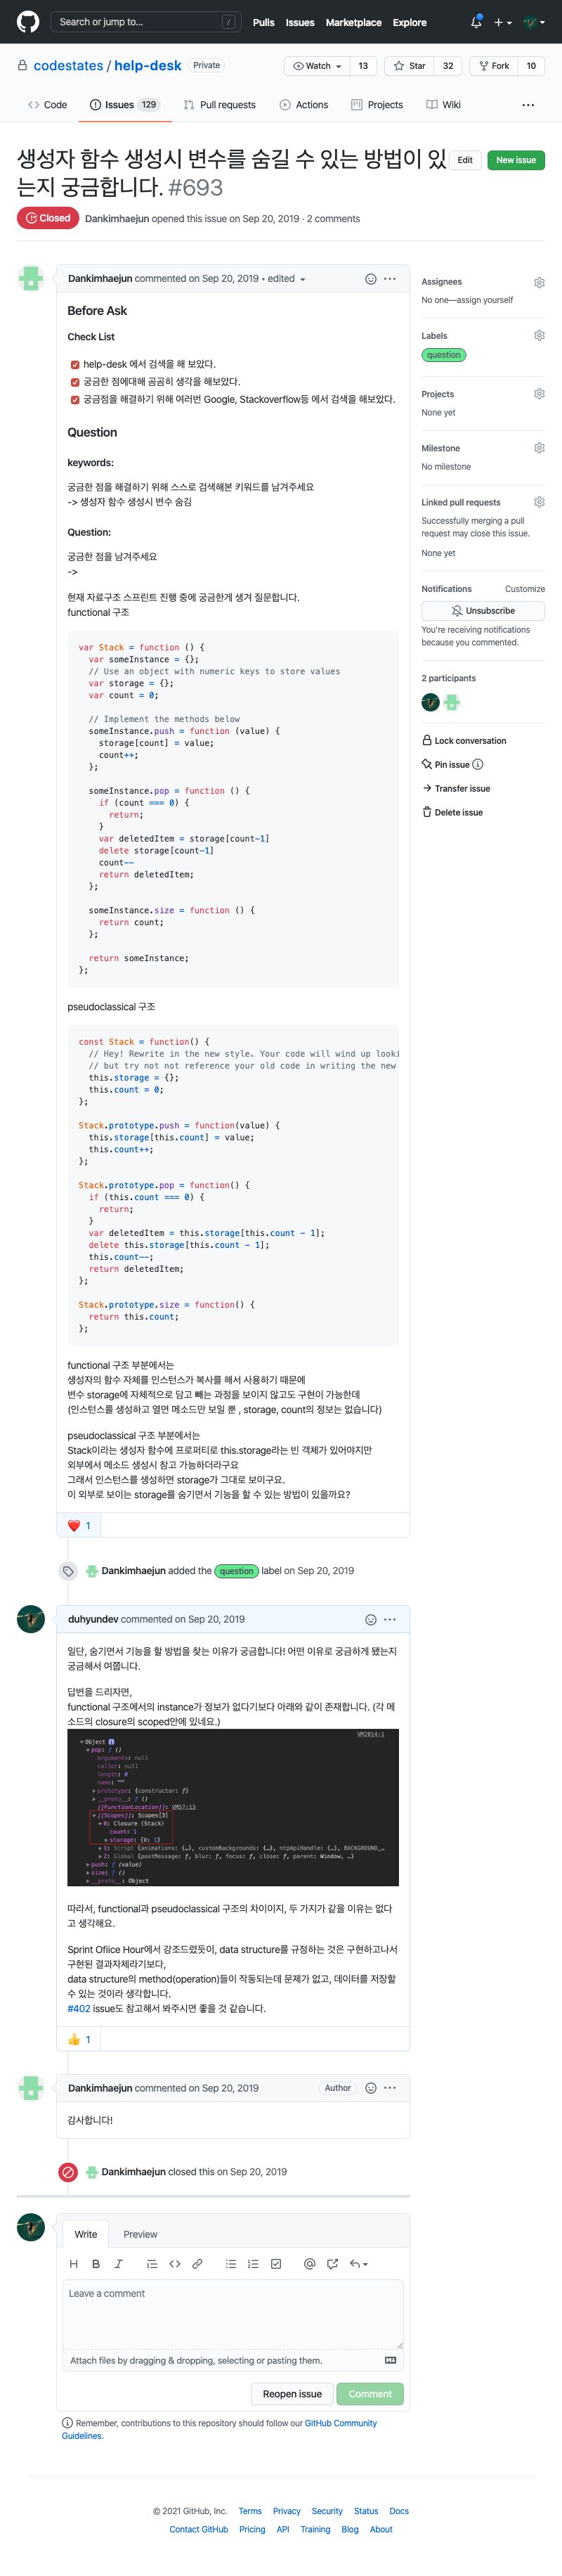 Search or jump to... /
Pulls Issues Marketplace Explore
codestates / help-desk Private
Watch 13 Star 32 Fork 10
Code Issues 129 Pull requests Actions Projects Wiki ...
생성자 함수 생성시 변수를 숨길 수 있는 방법이 있
는지 궁금합니다. #693
Edit New issue
Closed Dankimhaejun opened this issue on Sep 20, 2019 · 2 comments
Dankimhaejun commented on Sep 20, 2019 • edited
Before Ask
Check List
help-desk 에서 검색을 해 보았다.
궁금한 점에대해 곰곰히 생각을 해보았다.
궁금점을 해결하기 위해 여러번 Google, Stackoverflow등 에서 검색을 해보았다.
Question
keywords:
궁금한 점을 해결하기 위해 스스로 검색해본 키워드를 남겨주세요
-> 생성자 함수 생성시 변수 숨김
Question:
궁금한 점을 남겨주세요
->
현재 자료구조 스프린트 진행 중에 궁금한게 생겨 질문합니다.
functional 구조
var Stack = function () {
var someInstance = {};
// Use an object with numeric keys to store values
var storage = {};
var count = 0;
// Implement the methods below
someInstance.push = function (value) {
storage[count] = value;
count++;
};
someInstance.pop = function () {
if (count === 0) {
return;
}
var deletedItem = storage[count-1]
delete storage[count-1]
count--
return deletedItem;
};
someInstance.size = function () {
return count;
};
return someInstance;
};
pseudoclassical 구조
const Stack = function() {
// Hey! Rewrite in the new style. Your code will wind up looki
// but try not not reference your old code in writing the new
this.storage = {};
this.count = 0;
};
Stack.prototype.push = function(value) {
this.storage[this.count] = value;
this.count++;
};
Stack.prototype.pop = function() {
if (this.count === 0) {
return;
}
var deletedItem = this.storage[this.count - 1];
delete this.storage[this.count - 1];
this.count--;
return deletedItem;
};
Stack.prototype.size = function() {
return this.count;
};
functional 구조 부분에서는
생성자의 함수 자체를 인스턴스가 복사를 해서 사용하기 때문에
변수 storage에 자체적으로 담고 빼는 과정을 보이지 않고도 구현이 가능한데
(인스턴스를 생성하고 열면 메소드만 보일 뿐 , storage, count의 정보는 없습니다)
pseudoclassical 구조 부분에서는
Stack이라는 생성자 함수에 프로퍼티로 this.storage라는 빈 객체가 있어야지만
외부에서 메소드 생성시 참고 가능하더라구요
그래서 인스턴스를 생성하면 storage가 그대로 보이구요.
이 외부로 보이는 storage를 숨기면서 기능을 할 수 있는 방법이 있을까요?
❤️ 1
Dankimhaejun added the question label on Sep 20, 2019
duhyundev commented on Sep 20, 2019
일단, 숨기면서 기능을 할 방법을 찾는 이유가 궁금합니다! 어떤 이유로 궁금하게 됐는지
궁금해서 여쭙니다.
답변을 드리자면,
functional 구조에서의 instance가 정보가 없다기보다 아래와 같이 존재합니다. (각 메
소드의 closure의 scoped안에 있네요.)
VM2014:1
Object
pop: ƒ ()
arguments: null
caller: null
length: 0
name: ""
prototype: {constructor: ƒ}
__proto__: ƒ ()
[[FunctionLocation]]: VM57:13
[[Scopes]]: Scopes[3]
0: Closure (Stack)
count: 1
storage: {0: 1}
1: Script {animations: {…}, customBackgrounds: {…}, ntpApiHandle: {…}, BACKGROUND_…
2: Global {postMessage: ƒ, blur: ƒ, focus: ƒ, close: ƒ, parent: Window, …}
push: ƒ (value)
size: ƒ ()
__proto__: Object
따라서, functional과 pseudoclassical 구조의 차이이지, 두 가지가 같을 이유는 없다
고 생각해요.
Sprint Ofiice Hour에서 강조드렸듯이, data structure를 규정하는 것은 구현하고나서
구현된 결과자체라기보다,
data structure의 method(operation)들이 작동되는데 문제가 없고, 데이터를 저장할
수 있는 것이라 생각합니다.
#402 issue도 참고해서 봐주시면 좋을 것 같습니다.
👍 1
Dankimhaejun commented on Sep 20, 2019 Author
감사합니다!
Dankimhaejun closed this on Sep 20, 2019
Write Preview
Leave a comment
Attach files by dragging & dropping, selecting or pasting them.
Reopen issue Comment
Remember, contributions to this repository should follow our GitHub Community
Guidelines.
Assignees
No one—assign yourself
Labels
question
Projects
None yet
Milestone
No milestone
Linked pull requests
Successfully merging a pull
request may close this issue.
None yet
Notifications Customize
Unsubscribe
You're receiving notifications
because you commented.
2 participants
Lock conversation
Pin issue
Transfer issue
Delete issue
© 2021 GitHub, Inc. Terms Privacy Security Status Docs
Contact GitHub Pricing API Training Blog About